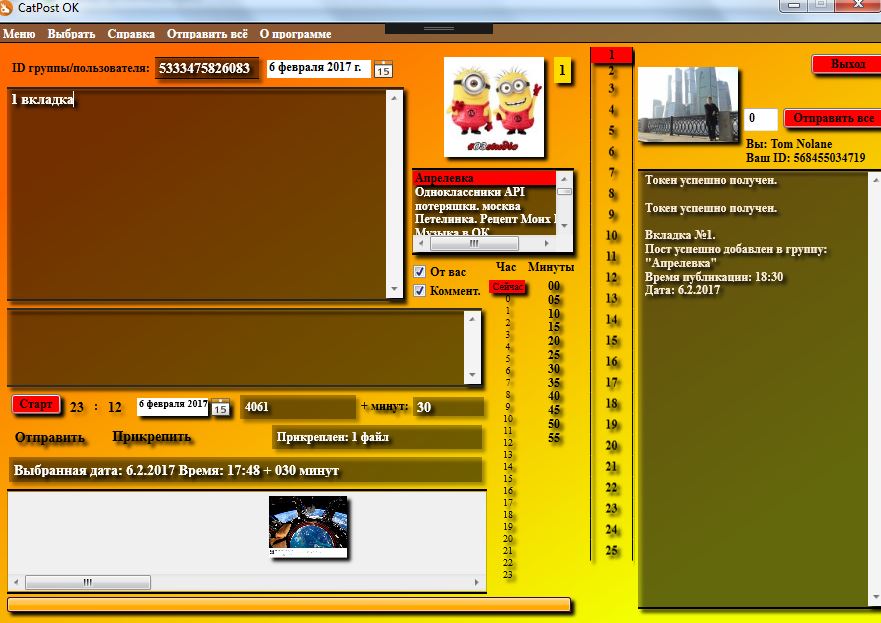 CatPost OK
Меню Выбрать Справка Отправить всё О программе
ID группы/пользователя: 5333475826083 6 февраля 2017 г. 15
1 вкладка
#03studio
1
Апрелевка
Одноклассники API
потеряшки. москва
Петелинка. Рецепт Моих
Музыка в ОК
От вас
Коммент.
Час Минуты
Сейчас
0
1
2
3
4
5
6
7
8
9
10
11
12
13
14
15
16
17
18
19
20
21
22
23
00
05
10
15
20
25
30
35
40
45
50
55
Старт 23 : 12 6 февраля 2017 15 4061 + минут: 30
Отправить Прикрепить Прикреплен: 1 файл
Выбранная дата: 6.2.2017 Время: 17:48 + 030 минут
1
2
3
4
5
6
7
8
9
10
11
12
13
14
15
16
17
18
19
20
21
22
23
24
25
Выход
0 Отправить все
Вы: Tom Nolane
Ваш ID: 568455034719
Токен успешно получен.
Токен успешно получен.
Вкладка №1.
Пост успешно добавлен в группу:
"Апрелевка"
Время публикации: 18:30
Дата: 6.2.2017